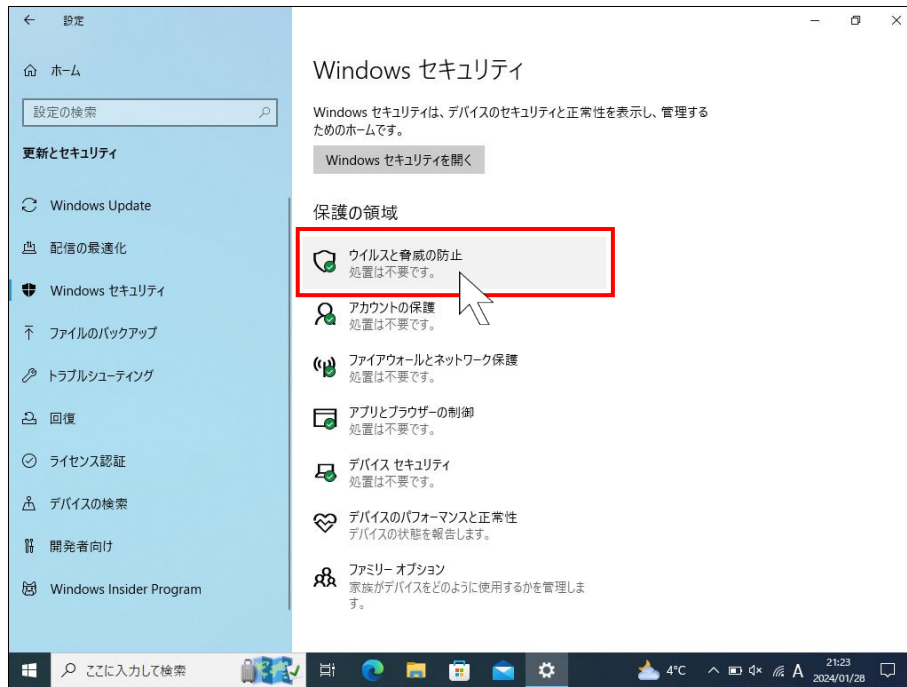 設定
ホーム
設定の検索
更新とセキュリティ
Windows Update
配信の最適化
Windows セキュリティ
ファイルのバックアップ
トラブルシューティング
回復
ライセンス認証
デバイスの検索
開発者向け
Windows Insider Program
Windows セキュリティ
Windows セキュリティは、デバイスのセキュリティと正常性を表示し、管理する
ためのホームです。
Windows セキュリティを開く
保護の領域
ウイルスと脅威の防止
処置は不要です。
アカウントの保護
処置は不要です。
ファイアウォールとネットワーク保護
処置は不要です。
アプリとブラウザーの制御
処置は不要です。
デバイス セキュリティ
処置は不要です。
デバイスのパフォーマンスと正常性
デバイスの状態を報告します。
ファミリー オプション
家族がデバイスをどのように使用するかを管理しま
す。
ここに入力して検索
4°C
A
21:23
2024/01/28